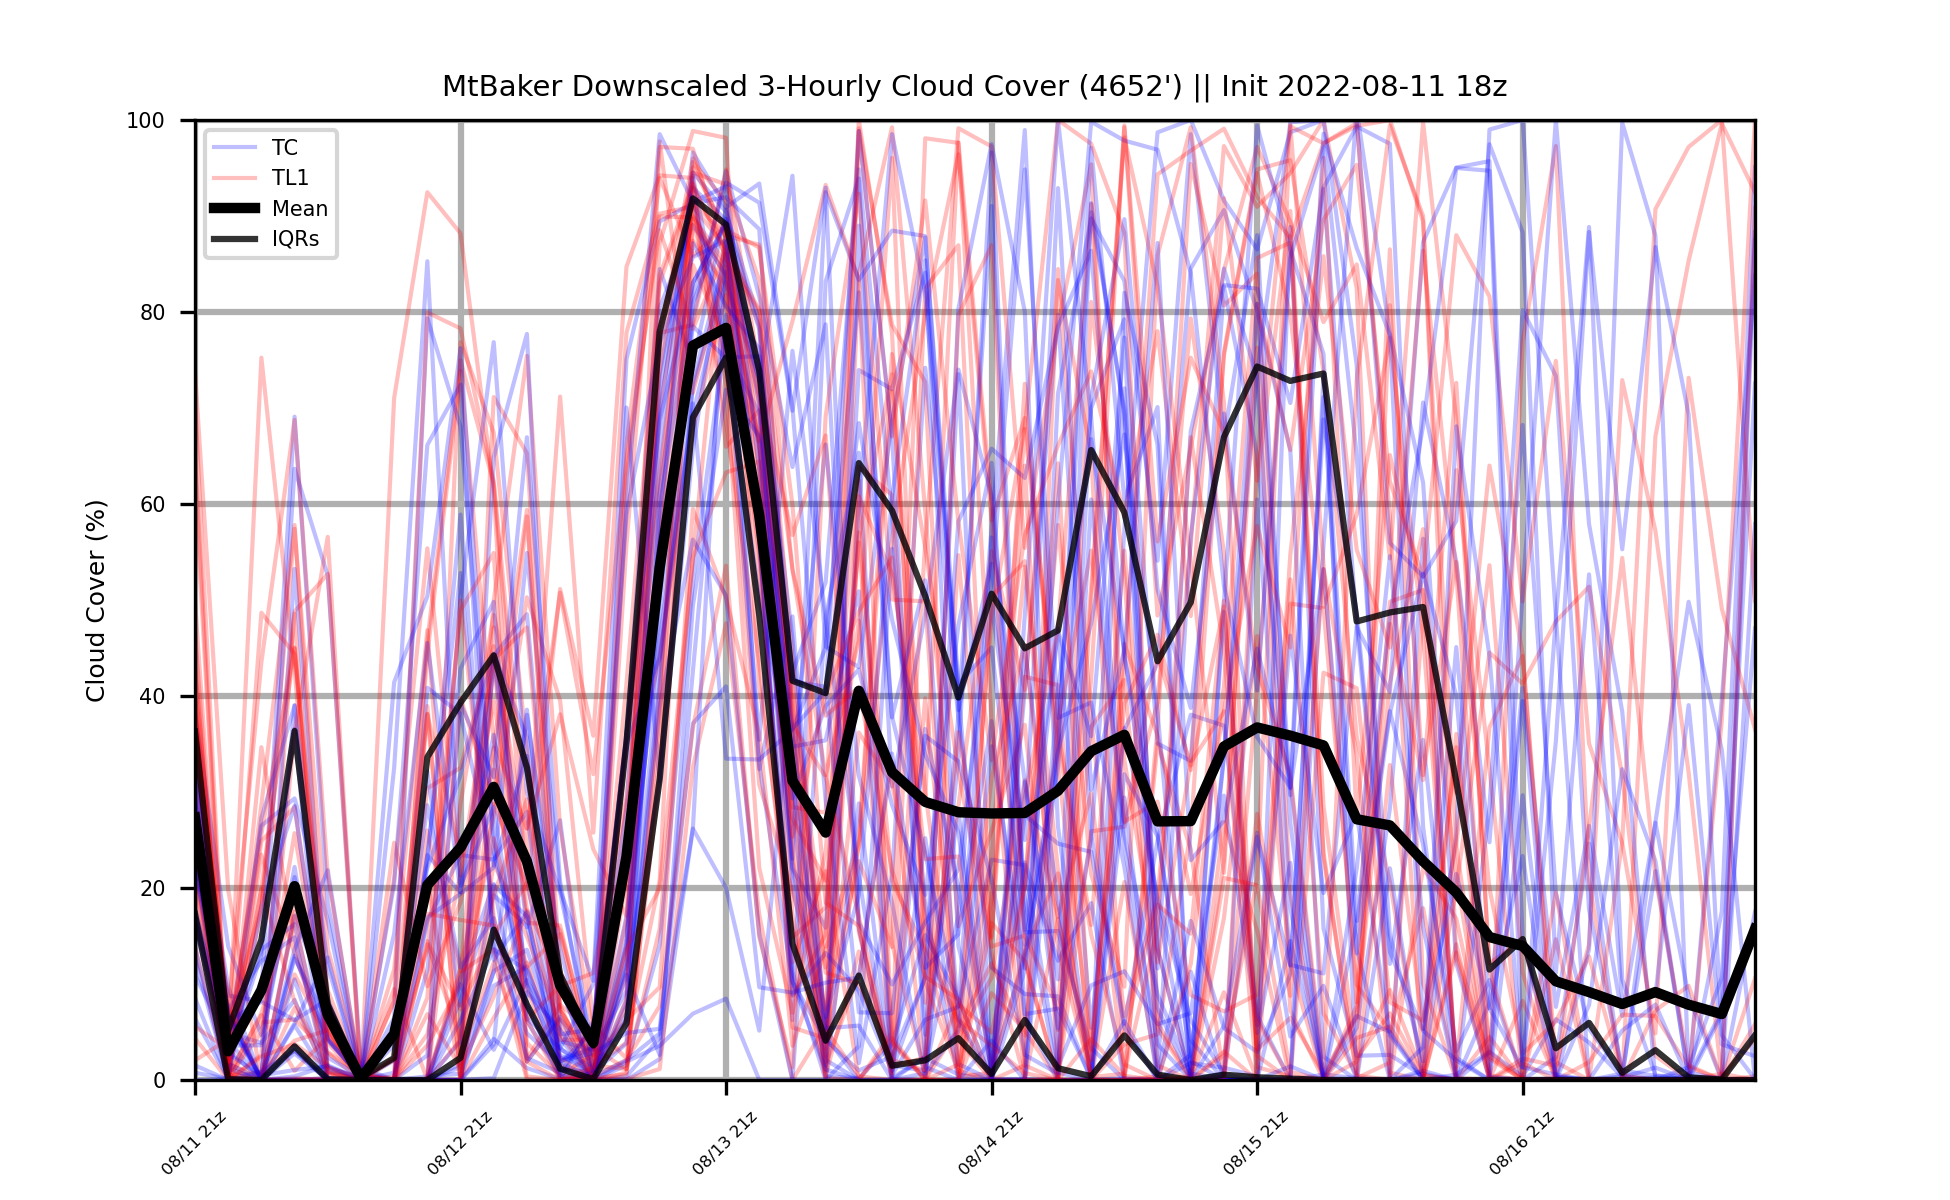 MtBaker Downscaled 3-Hourly Cloud Cover (4652') || Init 2022-08-11 18z
TC
TL1
Mean
IQRs
Cloud Cover (%)
100
80
60
40
20
0
08/11 21z
08/12 21z
08/13 21z
08/14 21z
08/15 21z
08/16 21z